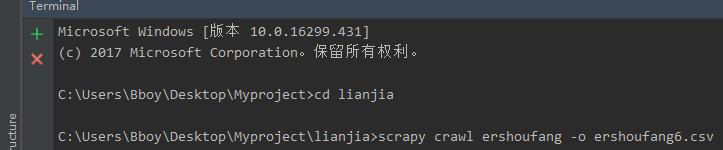 Terminal
Microsoft Windows [版本 10.0.16299.431]
(c) 2017 Microsoft Corporation。保留所有权利。
C:\Users\Bboy\Desktop\Myproject>cd lianjia
C:\Users\Bboy\Desktop\Myproject\lianjia>scrapy crawl ershoufang -o ershoufang6.csv
ructure